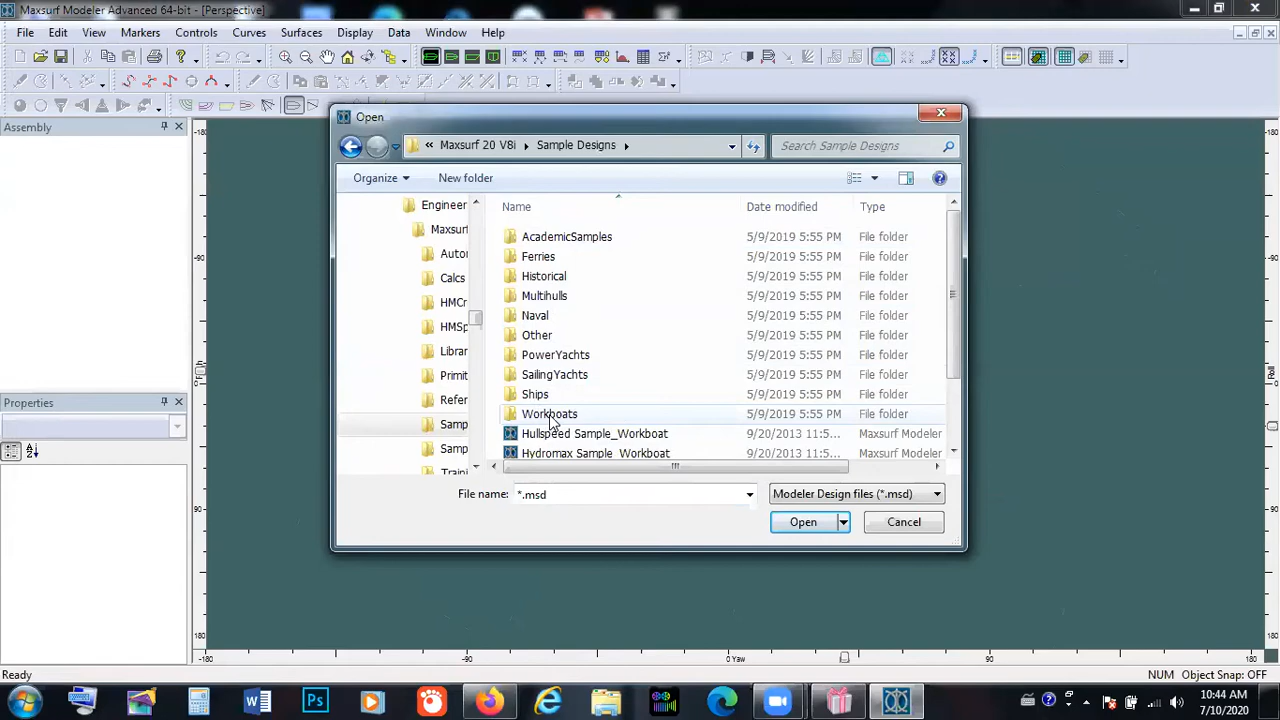 Maxsurf Modeler Advanced 64-bit - [Perspective]
File Edit View Markers Controls Curves Surfaces Display Data Window Help
Assembly
Properties
Open
« Maxsurf 20 V8i Sample Designs
Search Sample Designs
Organize New folder
Name Date modified Type
Engineer
Maxsurf
Auto
Calcs
HMCr
HMSp
Librar
Primit
Refer
Samp
Samp
Traini
AcademicSamples 5/9/2019 5:55 PM File folder
Ferries 5/9/2019 5:55 PM File folder
Historical 5/9/2019 5:55 PM File folder
Multihulls 5/9/2019 5:55 PM File folder
Naval 5/9/2019 5:55 PM File folder
Other 5/9/2019 5:55 PM File folder
PowerYachts 5/9/2019 5:55 PM File folder
SailingYachts 5/9/2019 5:55 PM File folder
Ships 5/9/2019 5:55 PM File folder
Workboats 5/9/2019 5:55 PM File folder
Hullspeed Sample_Workboat 9/20/2013 11:5... Maxsurf Modeler
Hydromax Sample_Workboat 9/20/2013 11:5... Maxsurf Modeler
File name: *.msd Modeler Design files (*.msd)
Open Cancel
-180 -90 0 Yaw 90 180
Ready NUM Object Snap: OFF
10:44 AM
7/10/2020